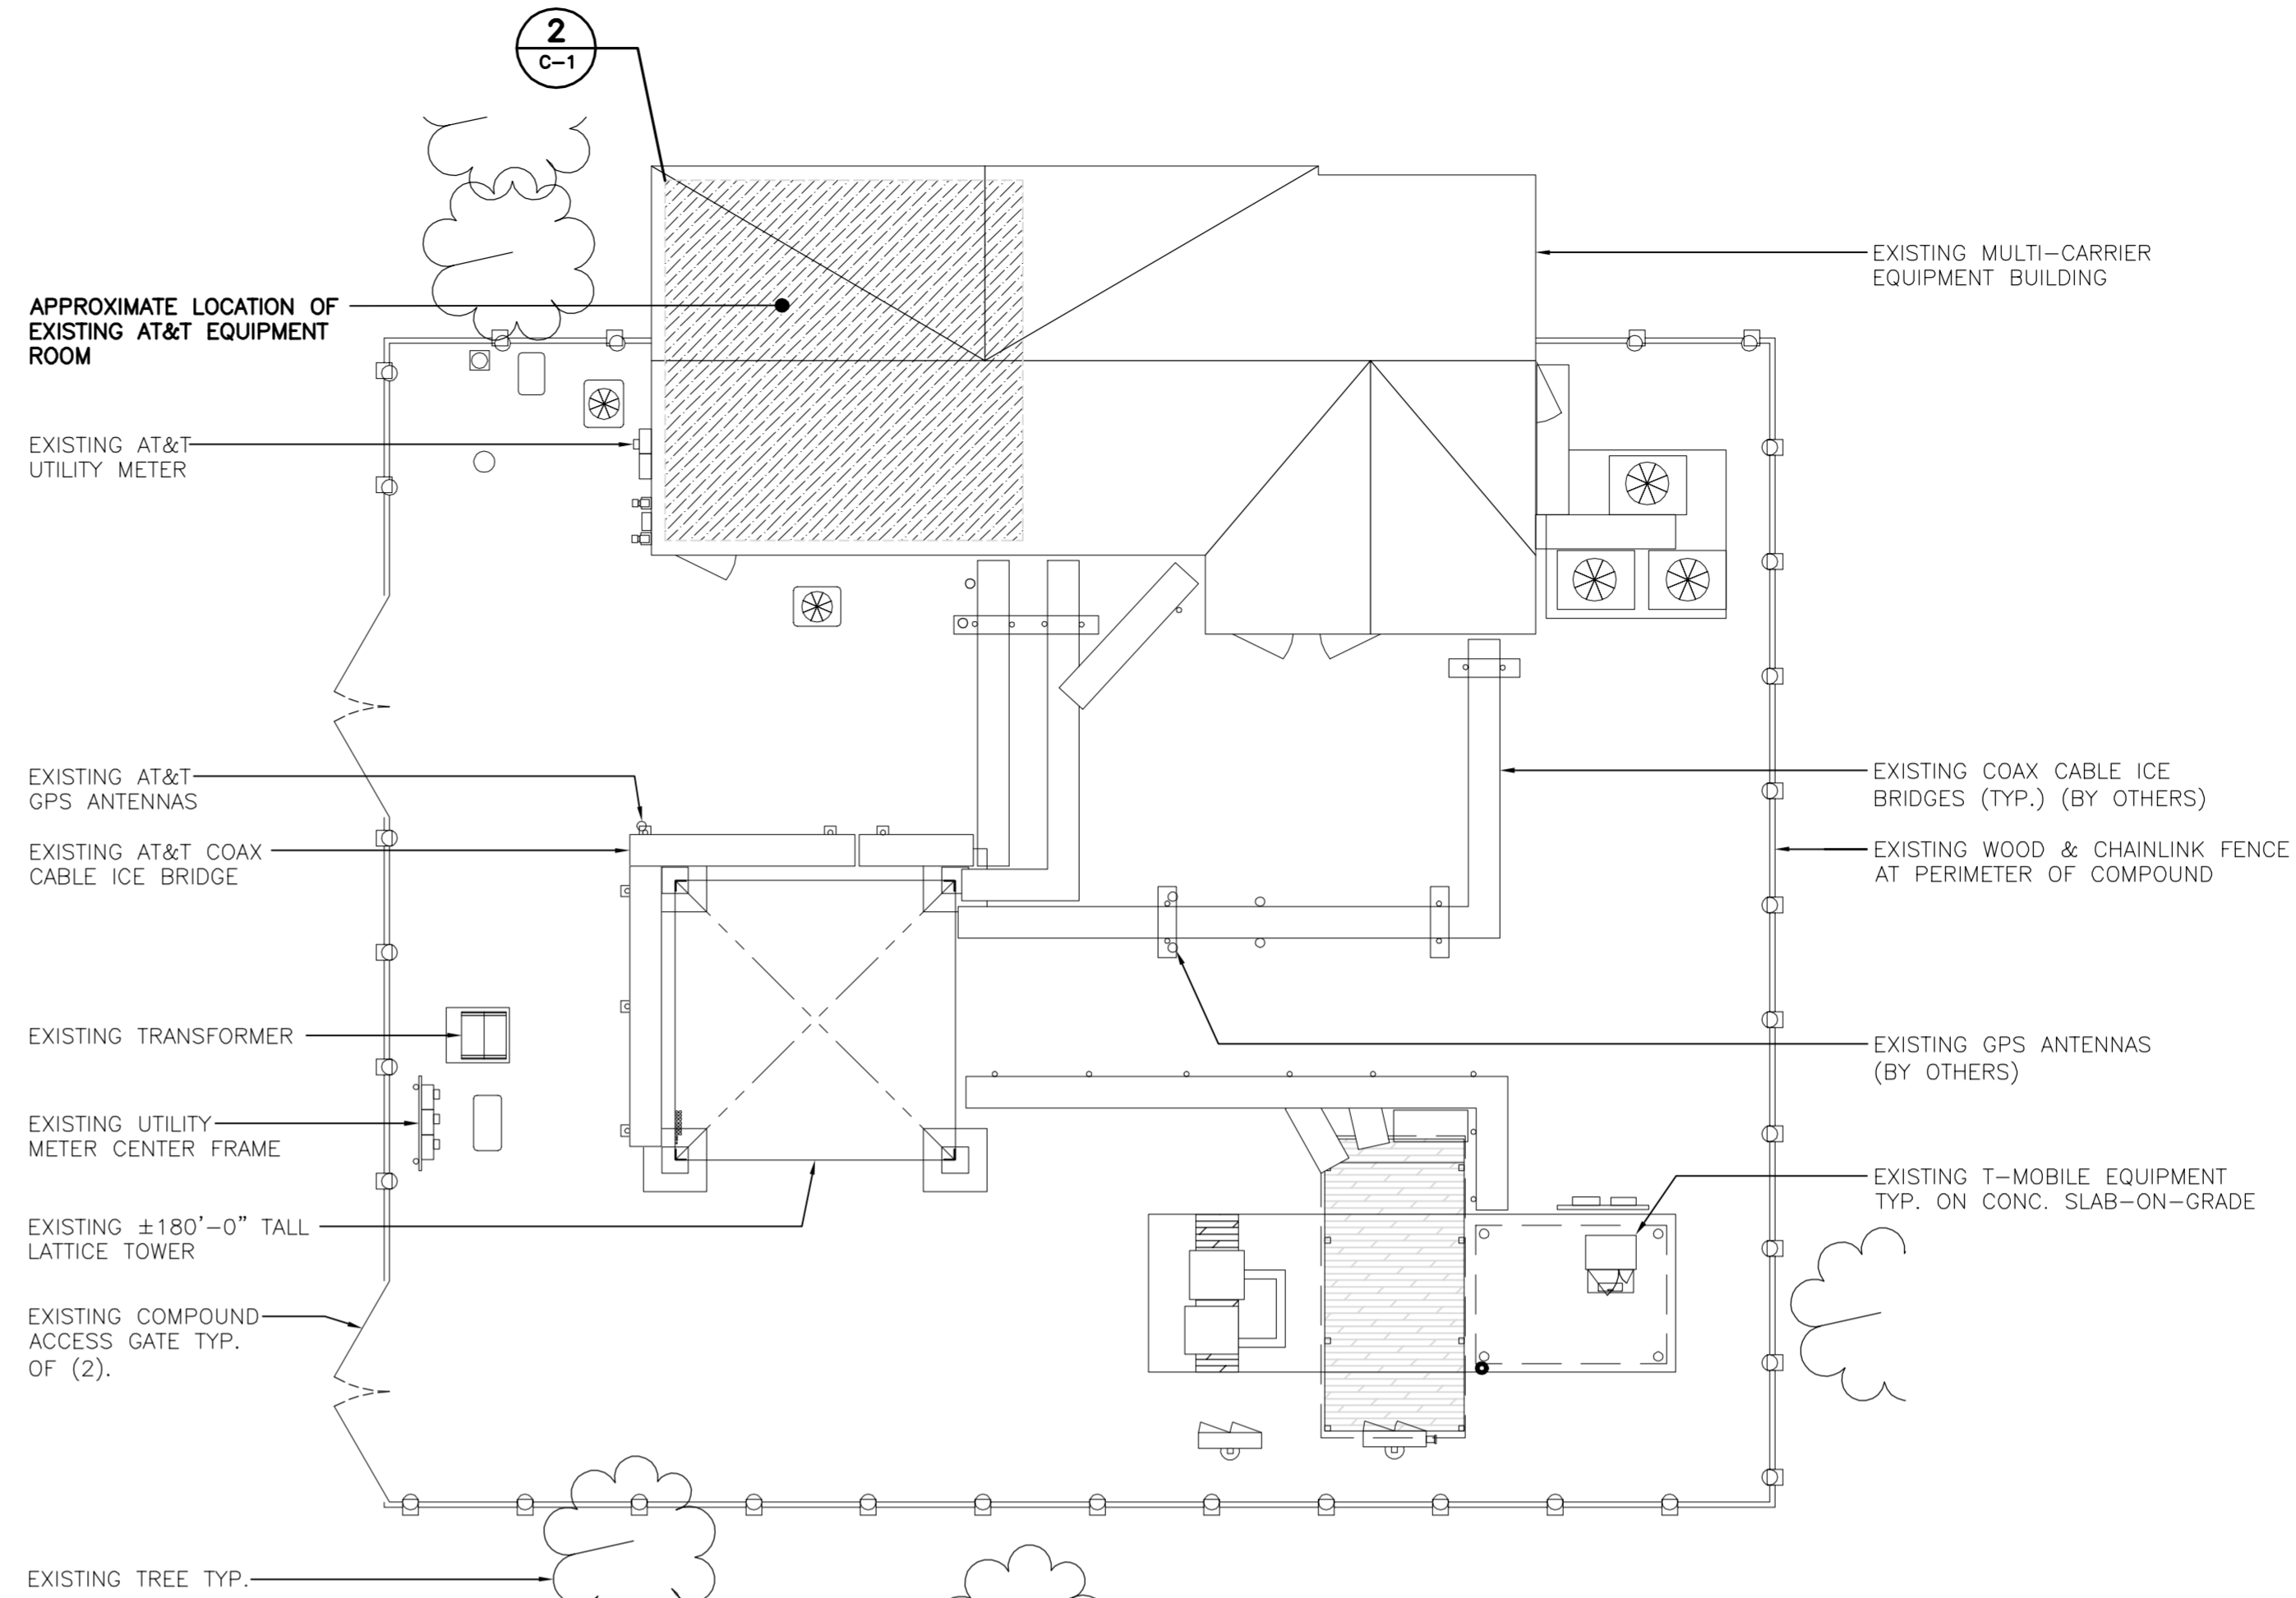 2
C-1
APPROXIMATE LOCATION OF
EXISTING AT&T EQUIPMENT
ROOM
EXISTING AT&T
UTILITY METER
EXISTING AT&T
GPS ANTENNAS
EXISTING AT&T COAX
CABLE ICE BRIDGE
EXISTING TRANSFORMER
EXISTING UTILITY
METER CENTER FRAME
EXISTING ±180'-0" TALL
LATTICE TOWER
EXISTING COMPOUND
ACCESS GATE TYP.
OF (2).
EXISTING TREE TYP.
EXISTING MULTI-CARRIER
EQUIPMENT BUILDING
EXISTING COAX CABLE ICE
BRIDGES (TYP.) (BY OTHERS)
EXISTING WOOD & CHAINLINK FENCE
AT PERIMETER OF COMPOUND
EXISTING GPS ANTENNAS
(BY OTHERS)
EXISTING T-MOBILE EQUIPMENT
TYP. ON CONC. SLAB-ON-GRADE